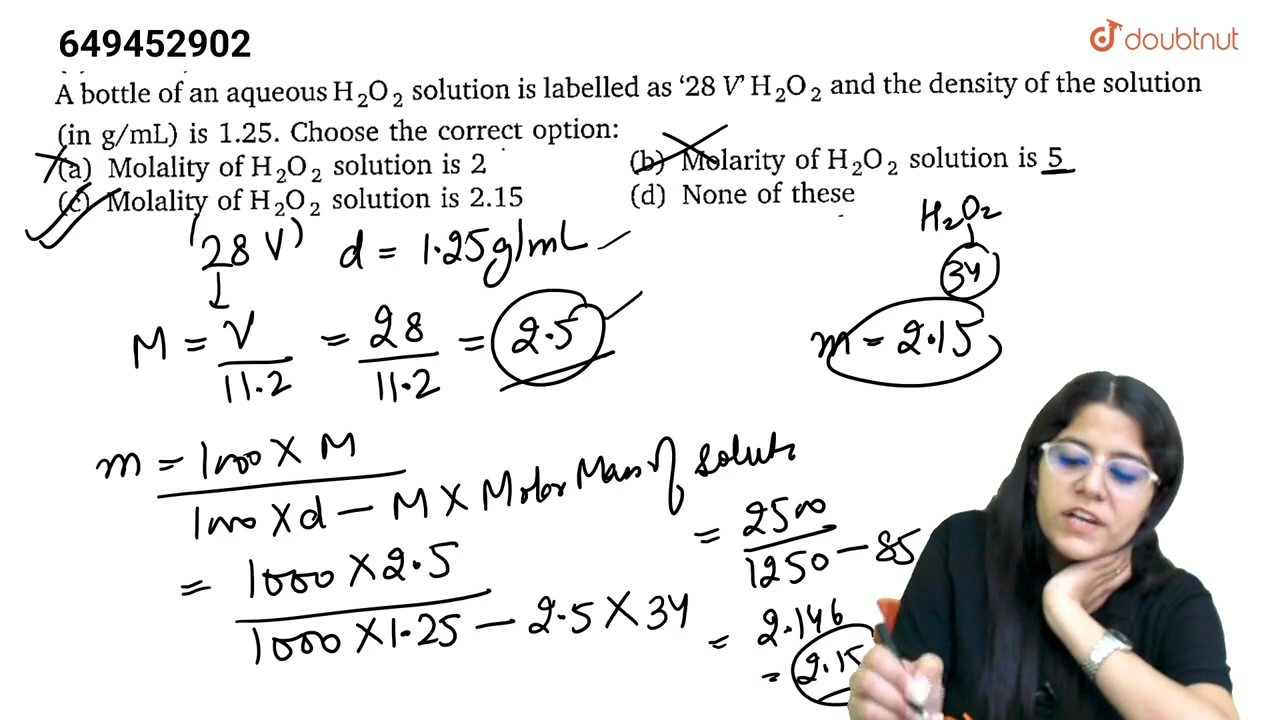 649452902
doubtnut
A bottle of an aqueous H₂O₂ solution is labelled as '28 V' H₂O₂ and the density of the solution
(in g/mL) is 1.25. Choose the correct option:
(a) Molality of H₂O₂ solution is 2
(b) Molarity of H₂O₂ solution is 5
(c) Molality of H₂O₂ solution is 2.15
(d) None of these
H₂O₂
34
(28 V) d = 1.25g/mL
M = V/11.2 = 28/11.2 = 2.5
m = 2.15
m = 1000 X M / 1000 X d - M X Molar Mass of Solute
= 1000 X 2.5 / 1000 X 1.25 - 2.5 X 34
= 2500 / 1250 - 85
= 2.146
= 2.15